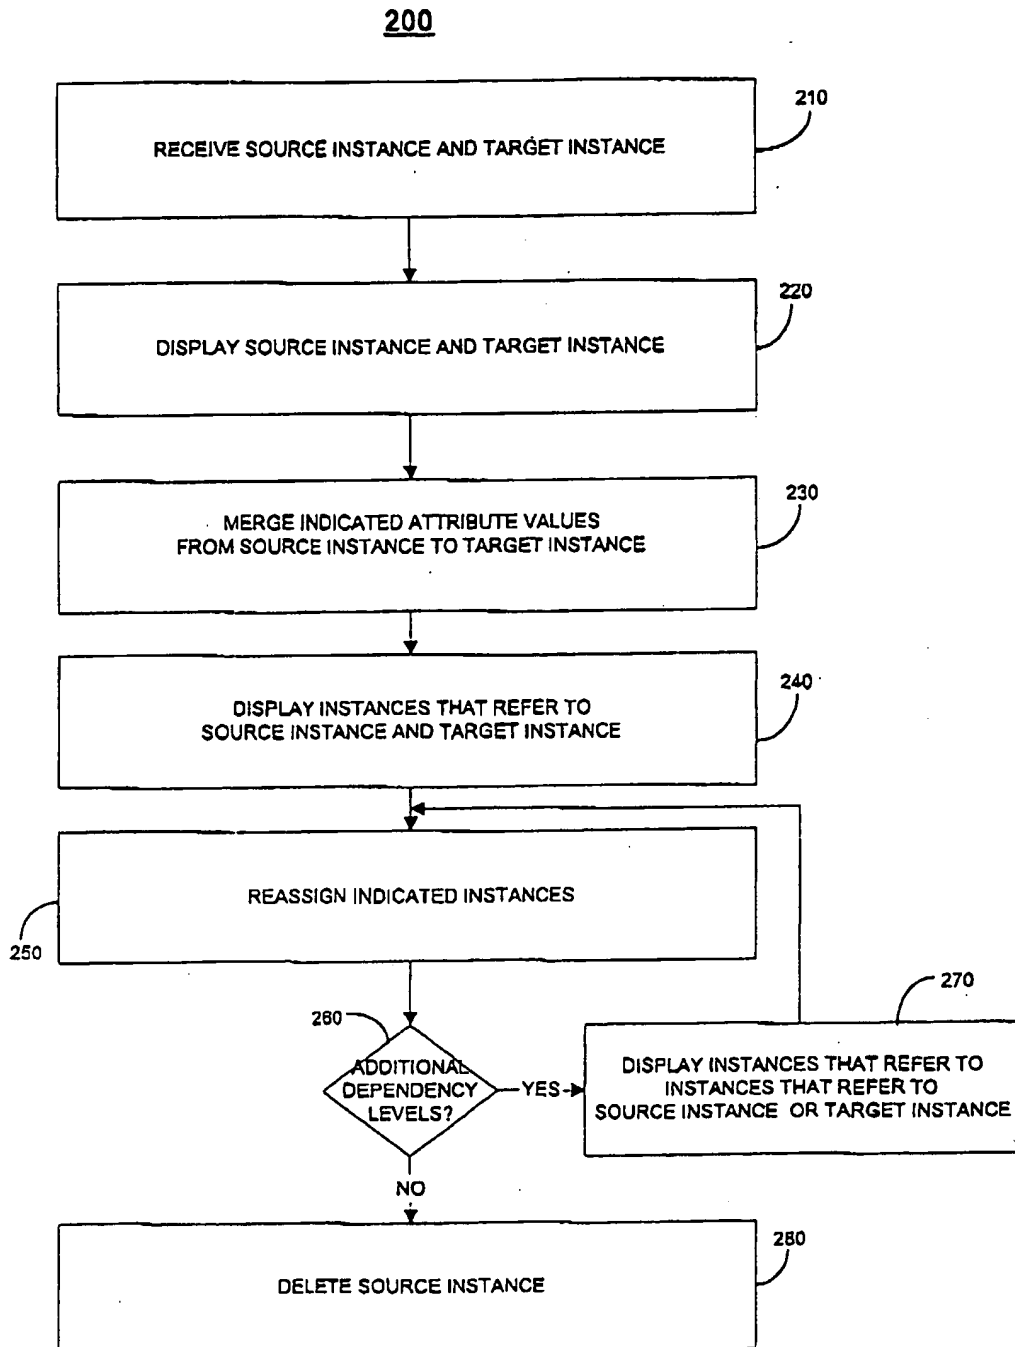 200
210
RECEIVE SOURCE INSTANCE AND TARGET INSTANCE
220
DISPLAY SOURCE INSTANCE AND TARGET INSTANCE
230
MERGE INDICATED ATTRIBUTE VALUES
FROM SOURCE INSTANCE TO TARGET INSTANCE
240
DISPLAY INSTANCES THAT REFER TO
SOURCE INSTANCE AND TARGET INSTANCE
REASSIGN INDICATED INSTANCES
250
260
ADDITIONAL
DEPENDENCY
LEVELS?
YES
270
DISPLAY INSTANCES THAT REFER TO
INSTANCES THAT REFER TO
SOURCE INSTANCE OR TARGET INSTANCE
NO
280
DELETE SOURCE INSTANCE